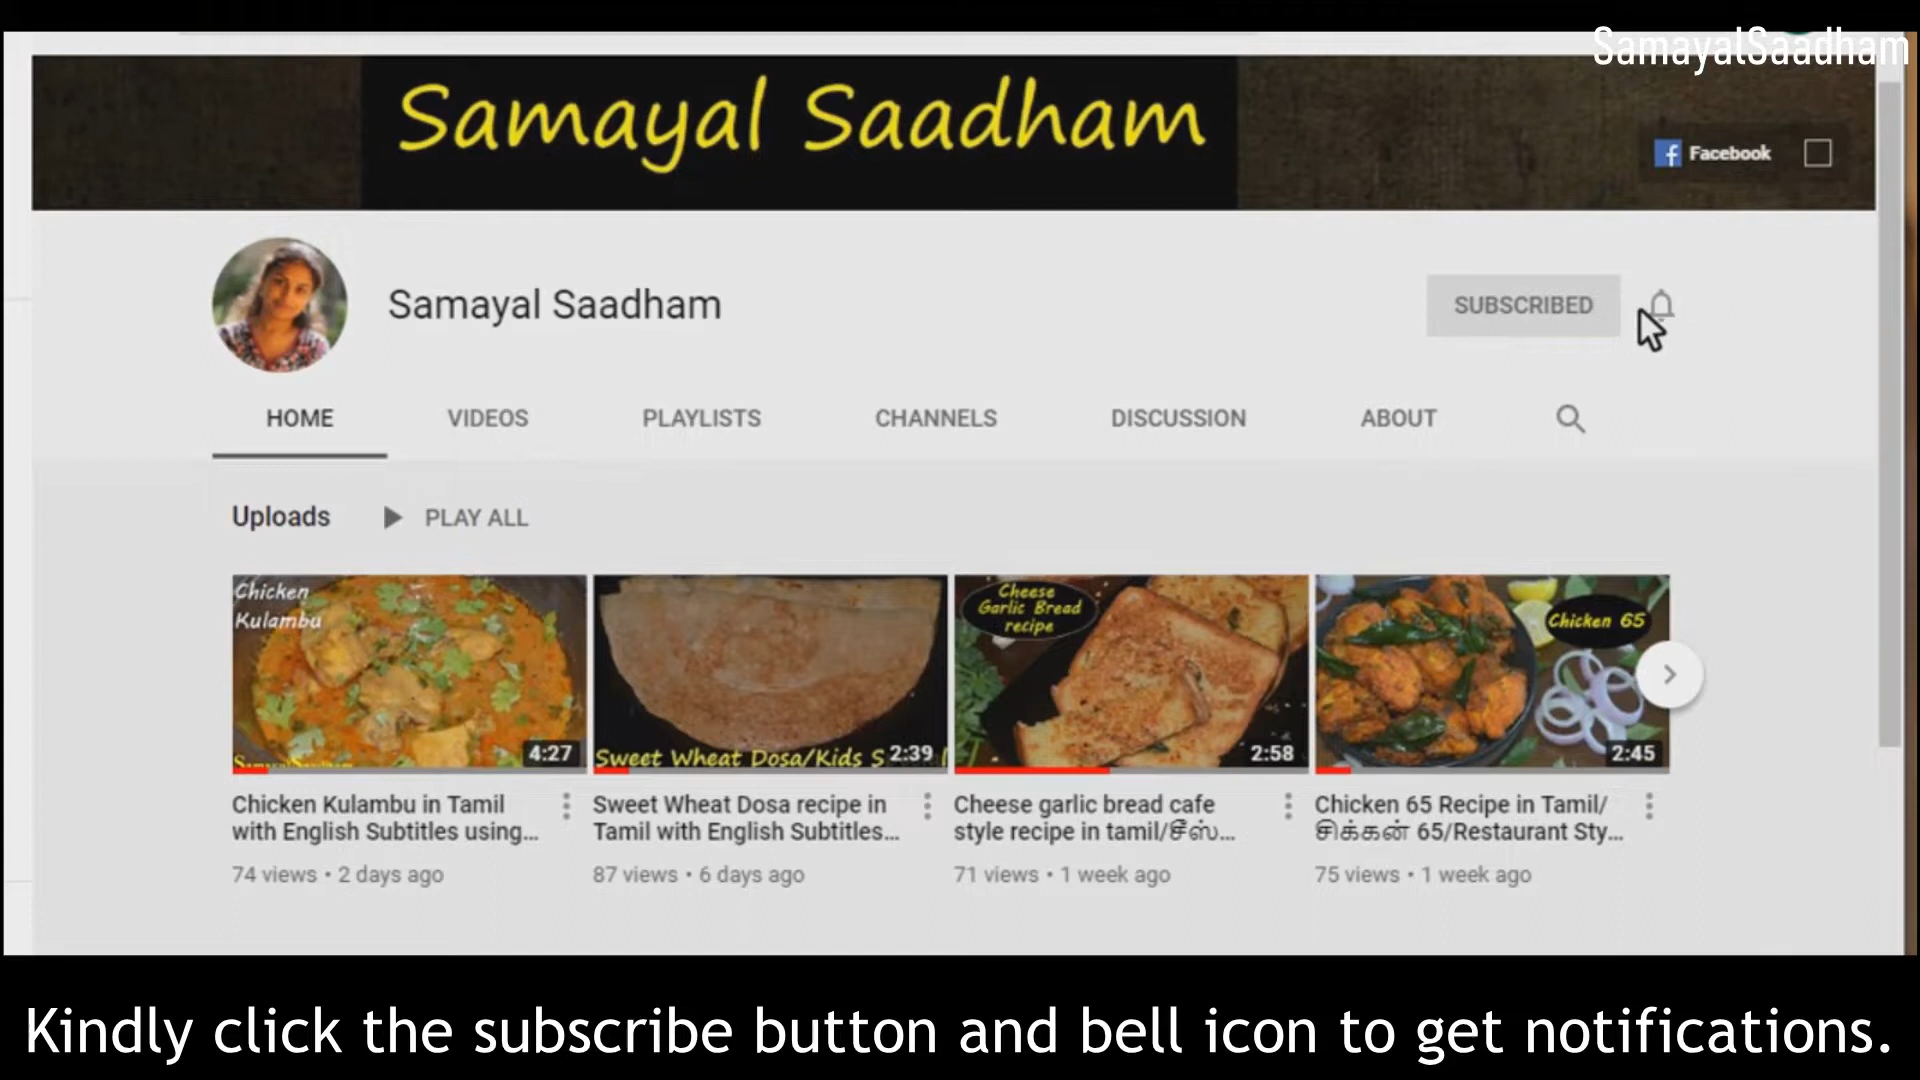 SamayalSaadham
Samayal Saadham
Facebook
Samayal Saadham
SUBSCRIBED
HOME VIDEOS PLAYLISTS CHANNELS DISCUSSION ABOUT
Uploads PLAY ALL
Chicken
Kulambu
4:27
SamayalSaadham
Sweet Wheat Dosa/Kids S
2:39
Cheese
Garlic Bread
recipe
2:58
Chicken 65
2:45
Chicken Kulambu in Tamil
with English Subtitles using...
74 views • 2 days ago
Sweet Wheat Dosa recipe in
Tamil with English Subtitles...
87 views • 6 days ago
Cheese garlic bread cafe
style recipe in tamil/சீஸ்...
71 views • 1 week ago
Chicken 65 Recipe in Tamil/
சிக்கன் 65/Restaurant Sty...
75 views • 1 week ago
Kindly click the subscribe button and bell icon to get notifications.